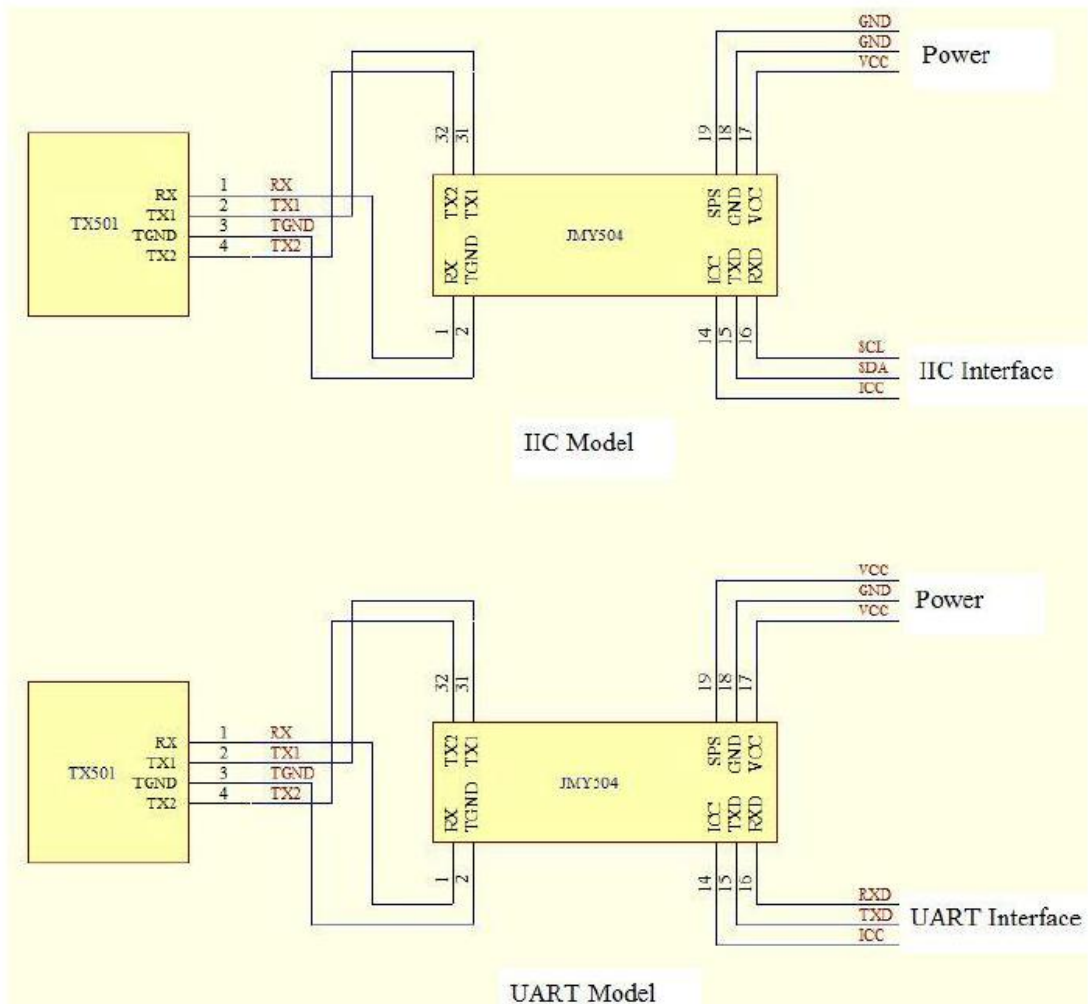 GND
GND
VCC
Power
19
18
17
32
31
SPS
GND
VCC
TX2
TX1
TX501
RX
TX1
TGND
TX2
1
2
3
4
RX
TX1
TGND
TX2
JMY504
RX
TGND
ICC
TXD
RXD
1
2
14
15
16
SCL
SDA
ICC
IIC Interface
IIC Model
VCC
GND
VCC
Power
19
18
17
32
31
SPS
GND
VCC
TX2
TX1
TX501
RX
TX1
TGND
TX2
1
2
3
4
RX
TX1
TGND
TX2
JMY504
RX
TGND
ICC
TXD
RXD
1
2
14
15
16
RXD
TXD
ICC
UART Interface
UART Model